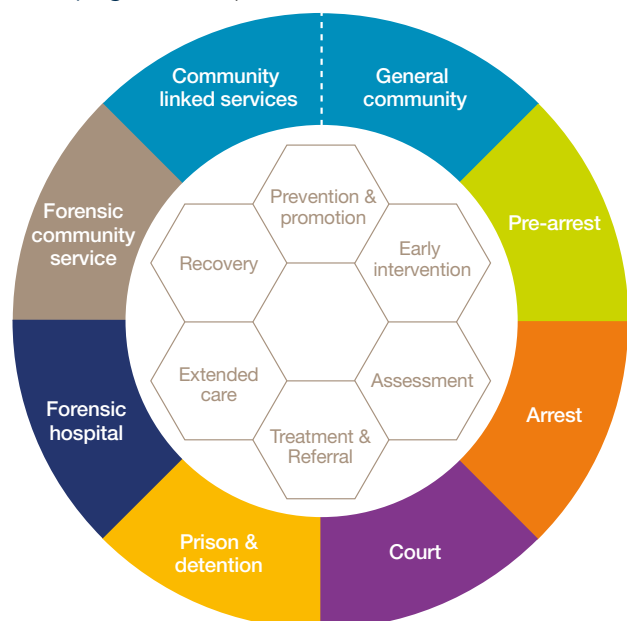 Community
linked services
General
community
Pre-arrest
Arrest
Court
Prison &
detention
Forensic
hospital
Forensic
community
service
Prevention &
promotion
Early
intervention
Assessment
Treatment &
Referral
Extended
care
Recovery